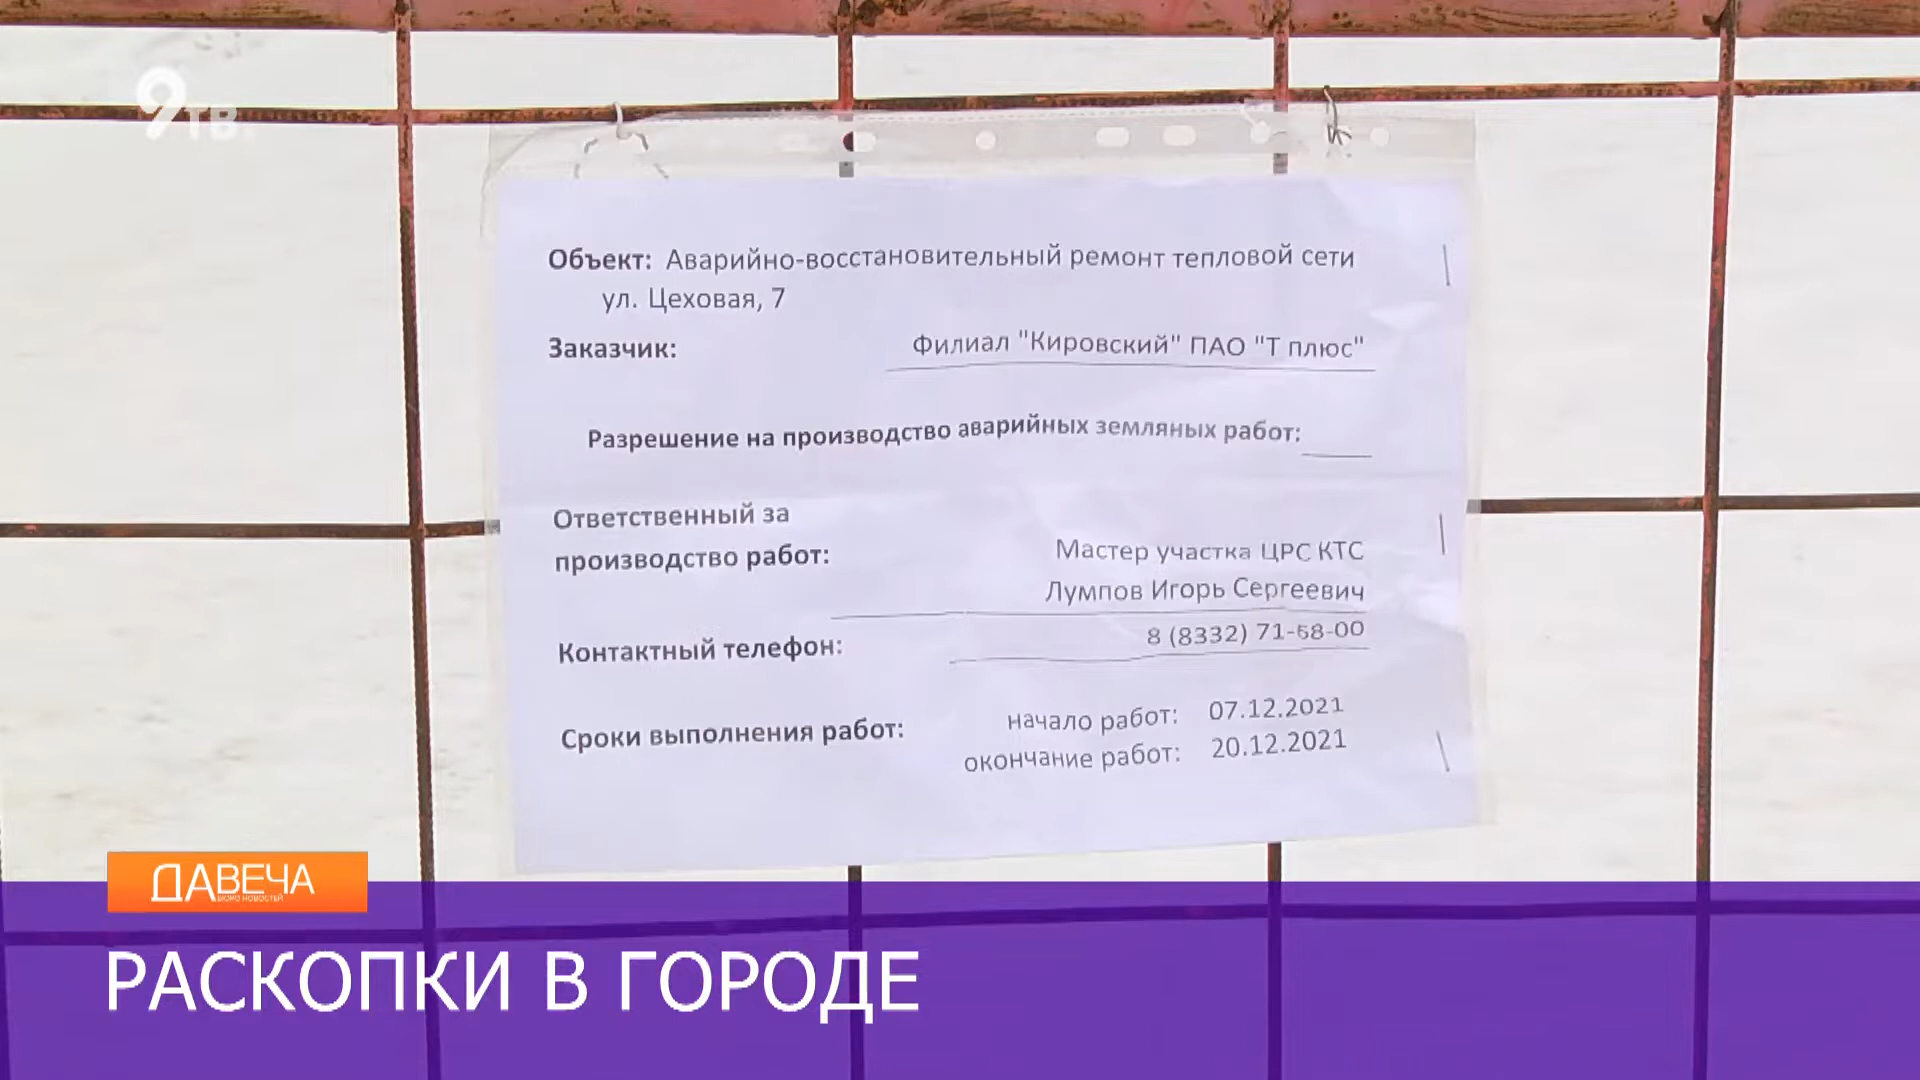 9ТВ.
Объект: Аварийно-восстановительный ремонт тепловой сети
ул. Цеховая, 7
Заказчик: Филиал "Кировский" ПАО "Т плюс"
Разрешение на производство аварийных земляных работ:
Ответственный за
производство работ: Мастер участка ЦРС КТС
Лумпов Игорь Сергеевич
Контактный телефон: 8 (8332) 71-68-00
Сроки выполнения работ: начало работ: 07.12.2021
окончание работ: 20.12.2021
ДАВЕЧА
БЮРО НОВОСТЕЙ
РАСКОПКИ В ГОРОДЕ